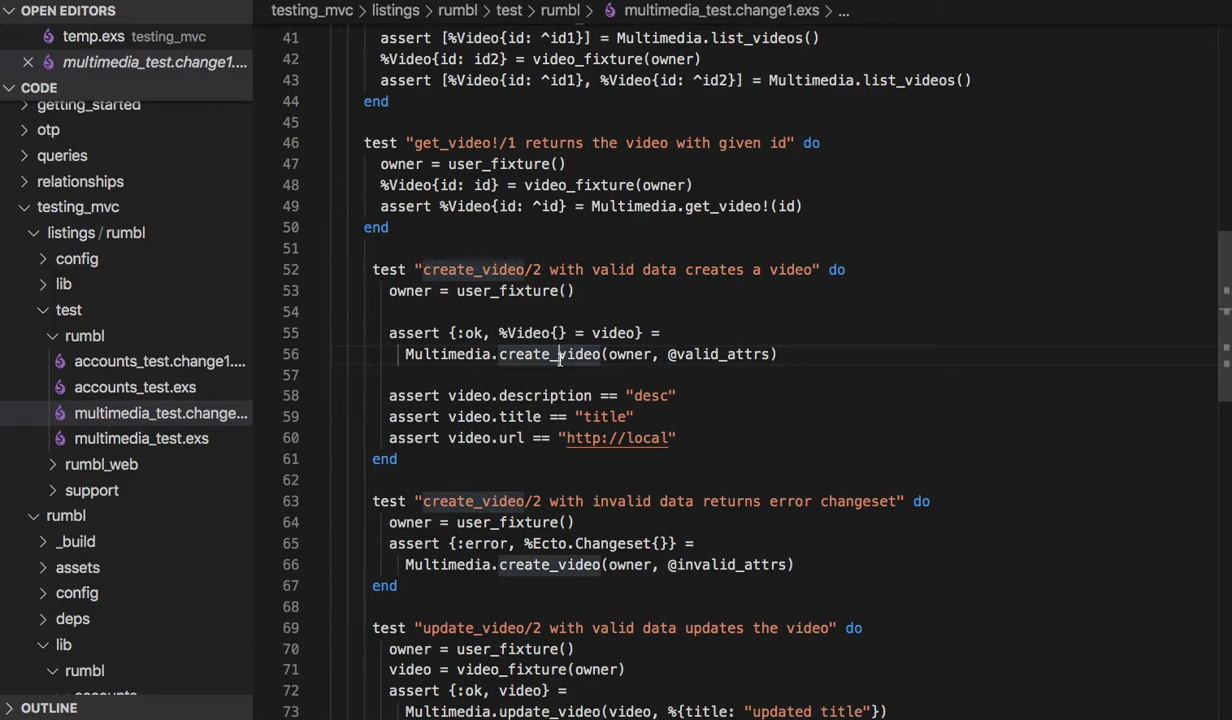 OPEN EDITORS
temp.exs testing_mvc
multimedia_test.change1....
CODE
getting_started
otp
queries
relationships
testing_mvc
listings / rumbl
config
lib
test
rumbl
accounts_test.change1....
accounts_test.exs
multimedia_test.change...
multimedia_test.exs
rumbl_web
support
rumbl
_build
assets
config
deps
lib
rumbl
accounts
OUTLINE
testing_mvc > listings > rumbl > test > rumbl > multimedia_test.change1.exs > ...
41 assert [%Video{id: ^id1}] = Multimedia.list_videos()
42 %Video{id: id2} = video_fixture(owner)
43 assert [%Video{id: ^id1}, %Video{id: ^id2}] = Multimedia.list_videos()
44 end
45
46 test "get_video!/1 returns the video with given id" do
47 owner = user_fixture()
48 %Video{id: id} = video_fixture(owner)
49 assert %Video{id: ^id} = Multimedia.get_video!(id)
50 end
51
52 test "create_video/2 with valid data creates a video" do
53 owner = user_fixture()
54
55 assert {:ok, %Video{} = video} =
56 Multimedia.create_video(owner, @valid_attrs)
57
58 assert video.description == "desc"
59 assert video.title == "title"
60 assert video.url == "http://local"
61 end
62
63 test "create_video/2 with invalid data returns error changeset" do
64 owner = user_fixture()
65 assert {:error, %Ecto.Changeset{}} =
66 Multimedia.create_video(owner, @invalid_attrs)
67 end
68
69 test "update_video/2 with valid data updates the video" do
70 owner = user_fixture()
71 video = video_fixture(owner)
72 assert {:ok, video} =
73 Multimedia.update_video(video, %{title: "updated title"})